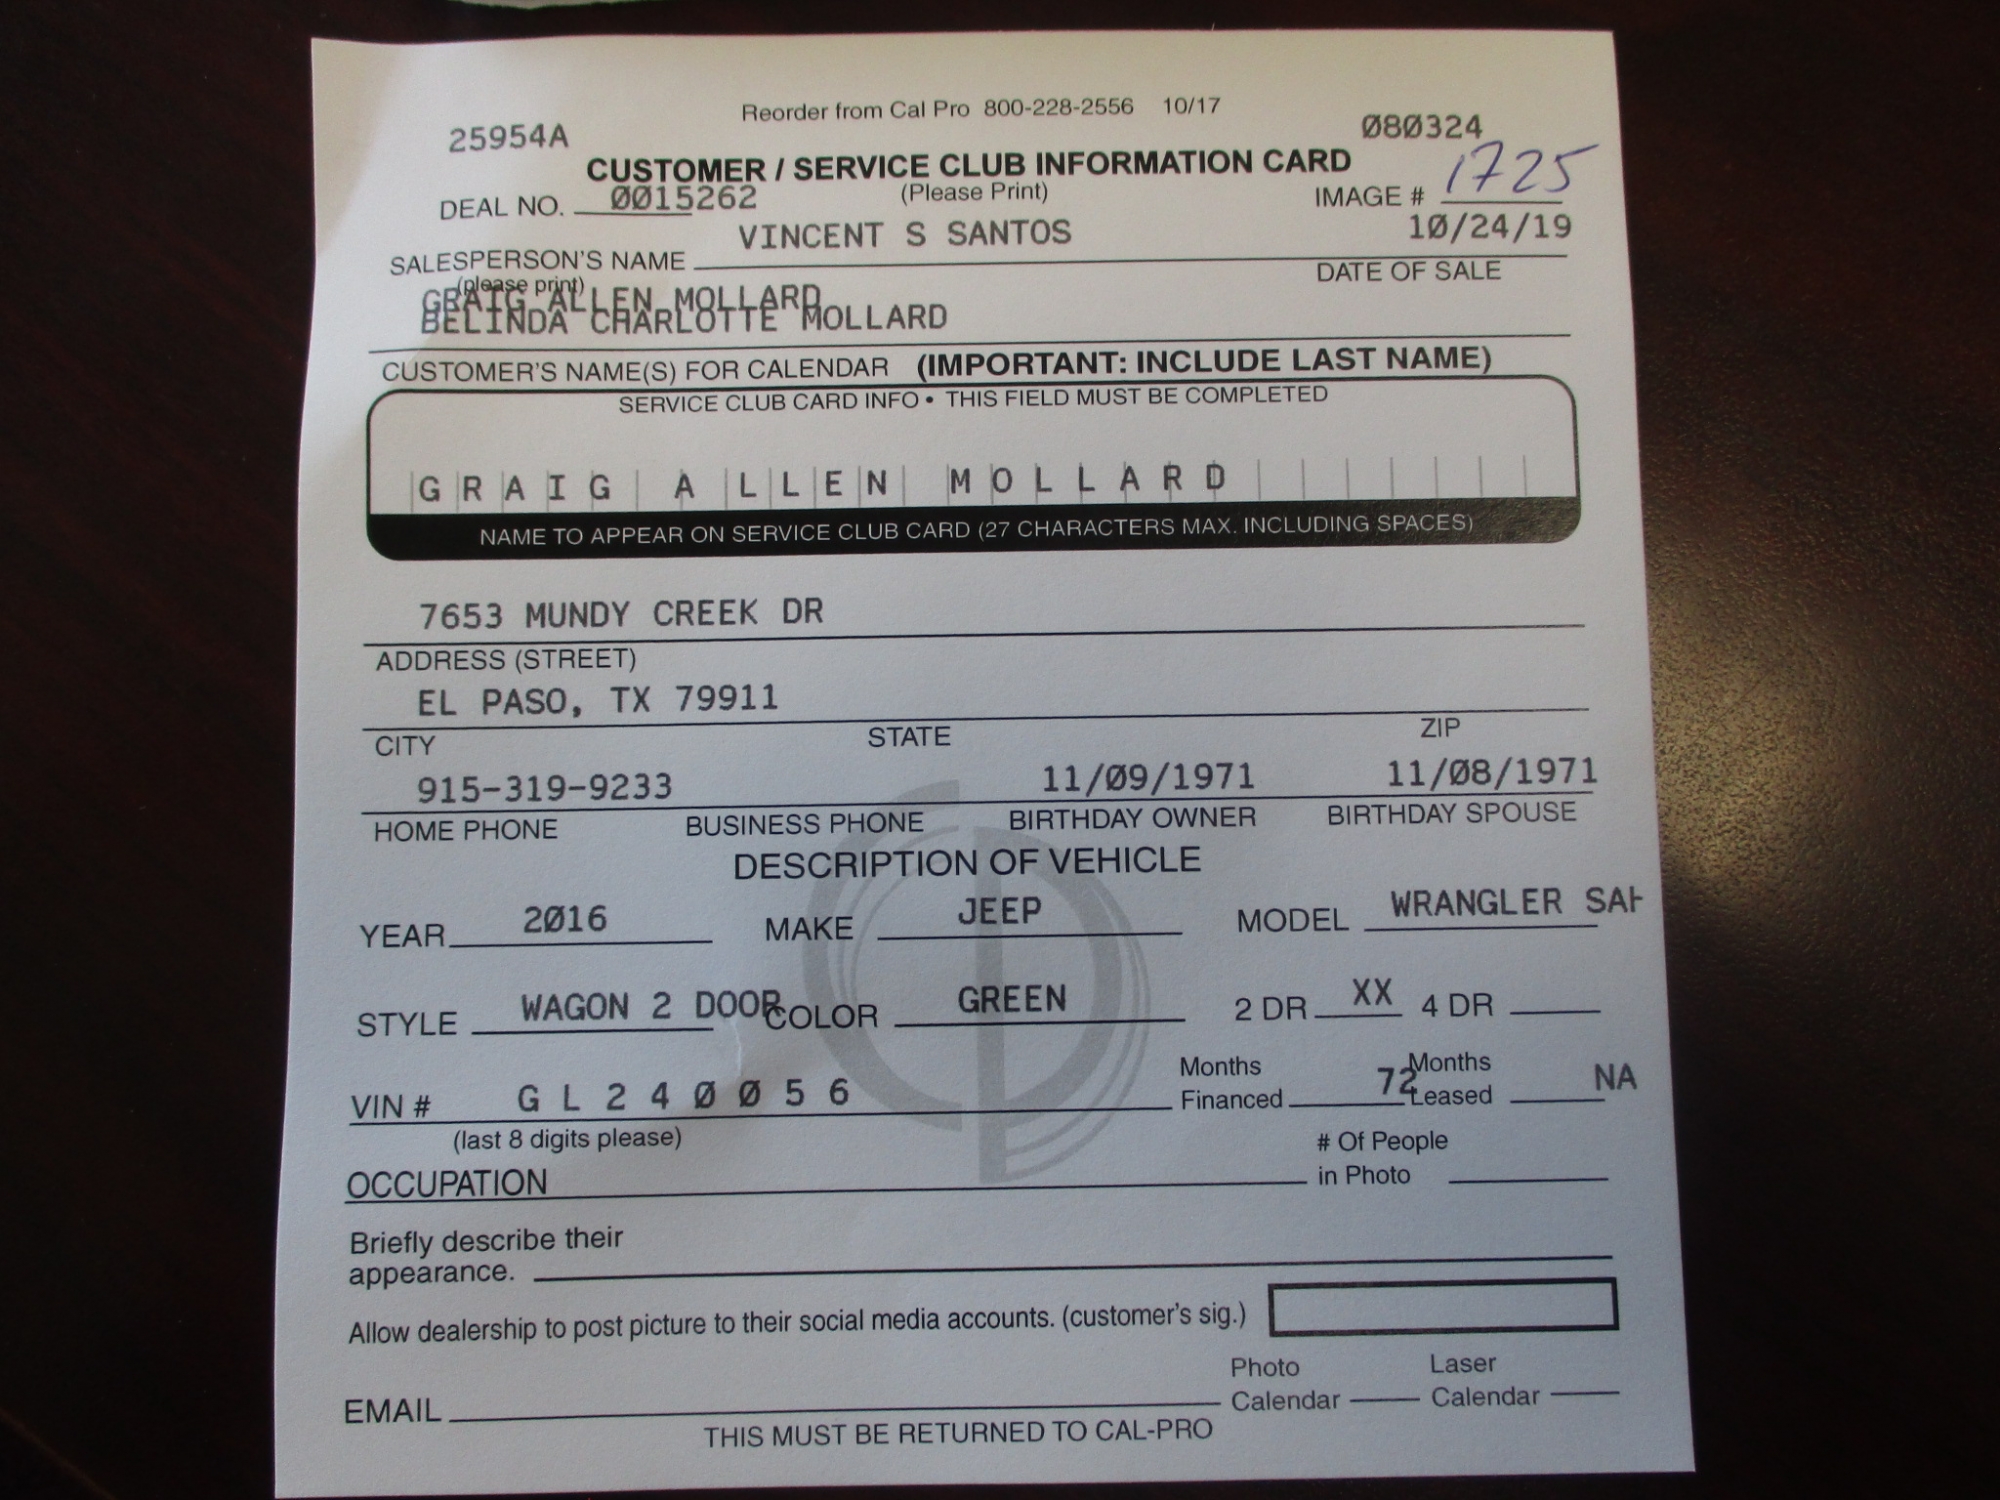 Reorder from Cal Pro 800-228-2556 10/17
25954A 080324
CUSTOMER / SERVICE CLUB INFORMATION CARD
DEAL NO. 0015262 (Please Print) IMAGE # 1725
SALESPERSON'S NAME VINCENT S SANTOS 10/24/19
(please print) DATE OF SALE
GRAIG ALLEN MOLLARD
BELINDA CHARLOTTE MOLLARD
CUSTOMER'S NAME(S) FOR CALENDAR (IMPORTANT: INCLUDE LAST NAME)
SERVICE CLUB CARD INFO • THIS FIELD MUST BE COMPLETED
GRAIG ALLEN MOLLARD
NAME TO APPEAR ON SERVICE CLUB CARD (27 CHARACTERS MAX. INCLUDING SPACES)
7653 MUNDY CREEK DR
ADDRESS (STREET)
EL PASO, TX 79911
CITY STATE ZIP
915-319-9233 11/09/1971 11/08/1971
HOME PHONE BUSINESS PHONE BIRTHDAY OWNER BIRTHDAY SPOUSE
DESCRIPTION OF VEHICLE
YEAR 2016 MAKE JEEP MODEL WRANGLER SAH
STYLE WAGON 2 DOOR COLOR GREEN 2 DR XX 4 DR
VIN # GL240056 Months Financed 72 Months Leased NA
(last 8 digits please)
OCCUPATION # Of People in Photo
Briefly describe their
appearance.
Allow dealership to post picture to their social media accounts. (customer's sig.)
EMAIL Photo Calendar Laser Calendar
THIS MUST BE RETURNED TO CAL-PRO